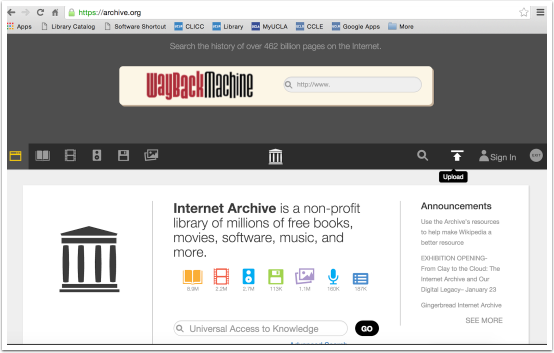 https://archive.org
Apps Library Catalog Software Shortcut CLICC Library MyUCLA CCLE Google Apps More
Search the history of over 462 billion pages on the Internet.
WayBackMachine
http://www.
Sign In
Upload
Internet Archive is a non-profit
library of millions of free books,
movies, software, music, and
more.
8.9M 2.2M 2.7M 113K 1.1M 160K 187K
Universal Access to Knowledge GO
Advanced Search
Announcements
Use the Archive's resources
to help make Wikipedia a
better resource
EXHIBITION OPENING-
From Clay to the Cloud: The
Internet Archive and Our
Digital Legacy– January 23
Gingerbread Internet Archive
SEE MORE